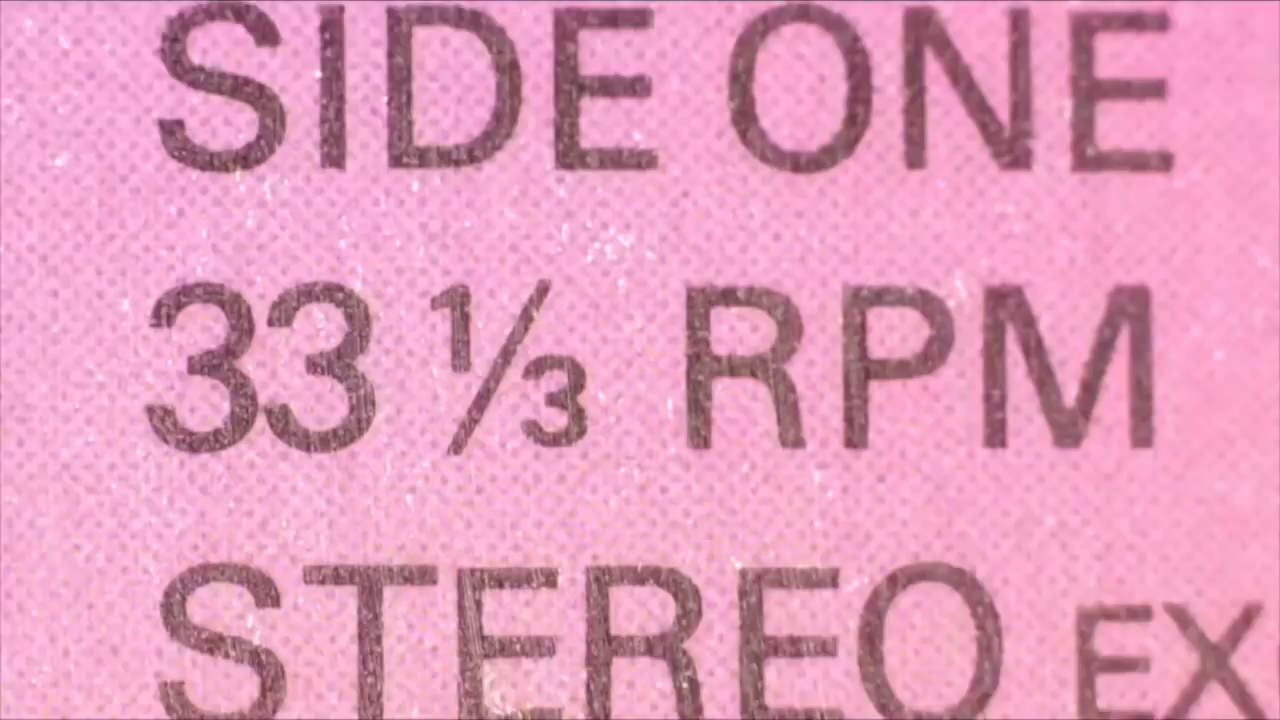 SIDE ONE
33 ⅓ RPM
STEREO EX